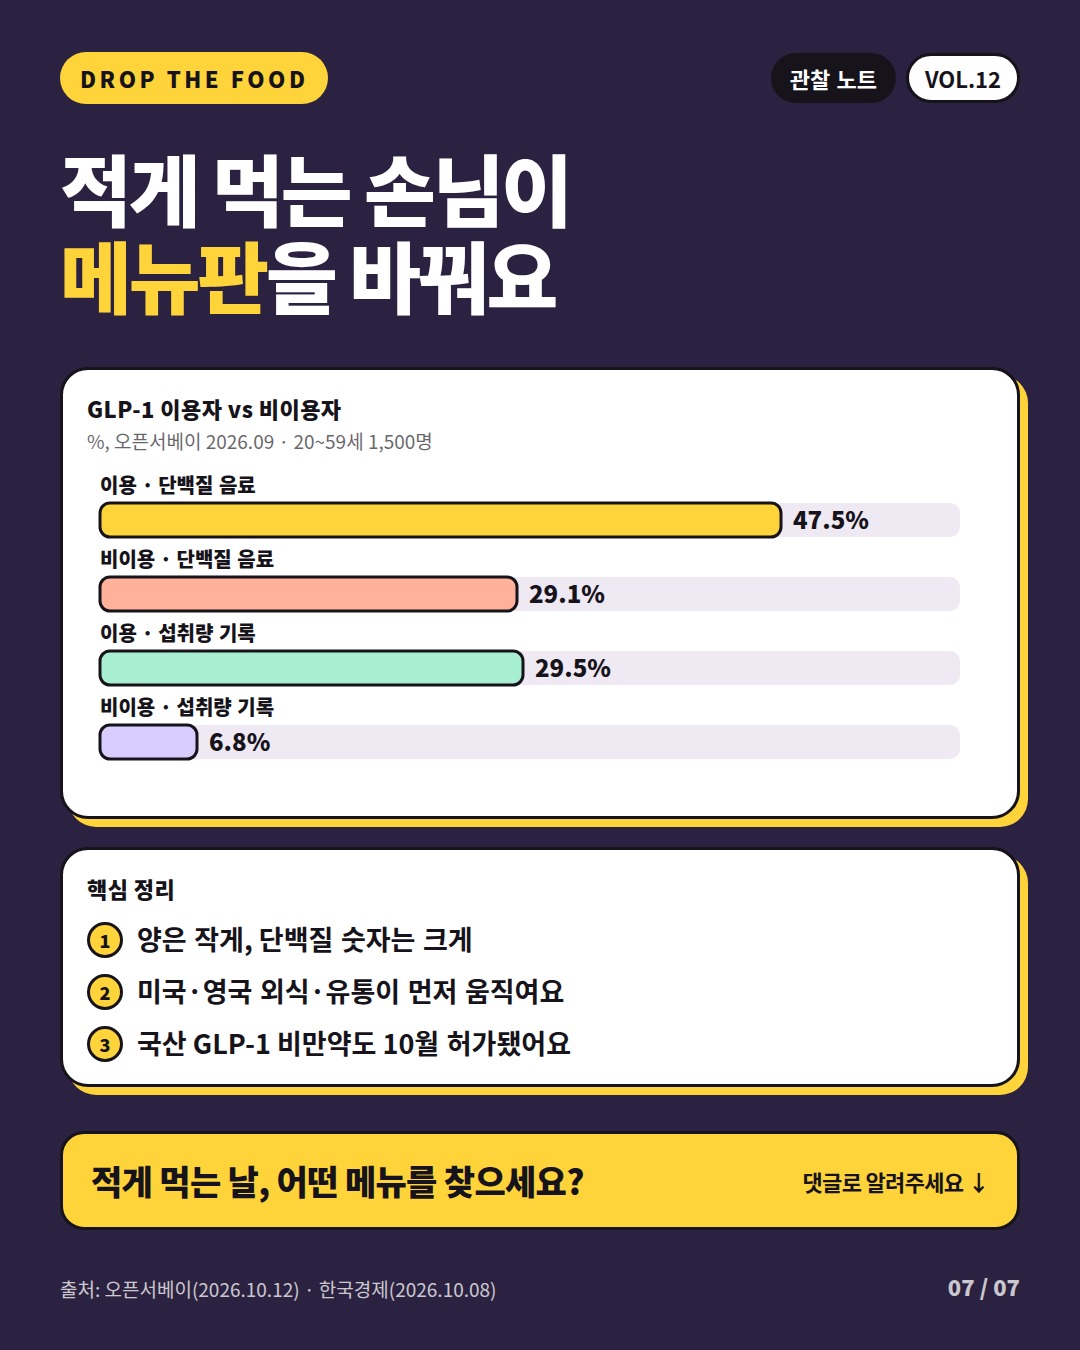 DROP THE FOOD
관찰 노트
VOL.12
적게 먹는 손님이
메뉴판을 바꿔요
GLP-1 이용자 vs 비이용자
%, 오픈서베이 2026.09 · 20~59세 1,500명
이용 · 단백질 음료
47.5%
비이용 · 단백질 음료
29.1%
이용 · 섭취량 기록
29.5%
비이용 · 섭취량 기록
6.8%
핵심 정리
1 양은 작게, 단백질 숫자는 크게
2 미국·영국 외식·유통이 먼저 움직여요
3 국산 GLP-1 비만약도 10월 허가됐어요
적게 먹는 날, 어떤 메뉴를 찾으세요?
댓글로 알려주세요 ↓
출처: 오픈서베이(2026.10.12) · 한국경제(2026.10.08)
07 / 07